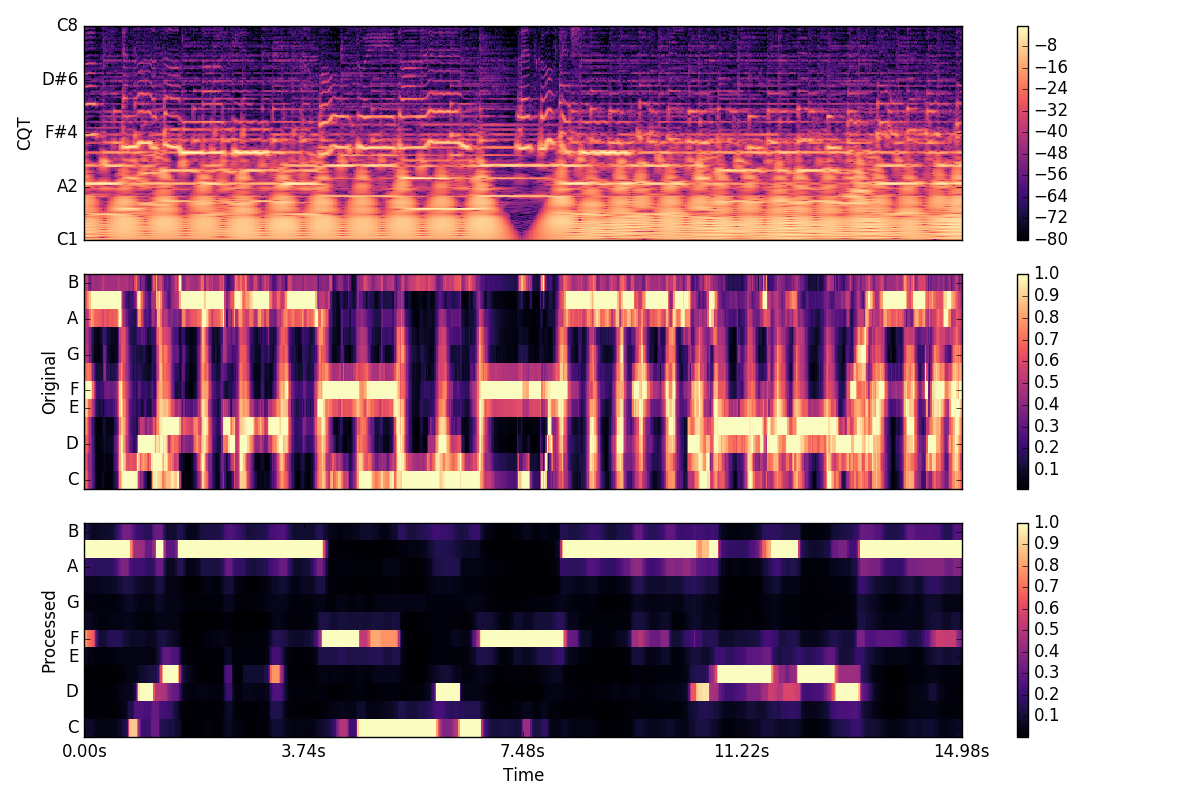 C8
D#6
F#4
A2
C1
CQT
−8
−16
−24
−32
−40
−48
−56
−64
−72
−80
B
A
G
F
E
D
C
Original
1.0
0.9
0.8
0.7
0.6
0.5
0.4
0.3
0.2
0.1
B
A
G
F
E
D
C
Processed
1.0
0.9
0.8
0.7
0.6
0.5
0.4
0.3
0.2
0.1
0.00s 3.74s 7.48s 11.22s 14.98s
Time